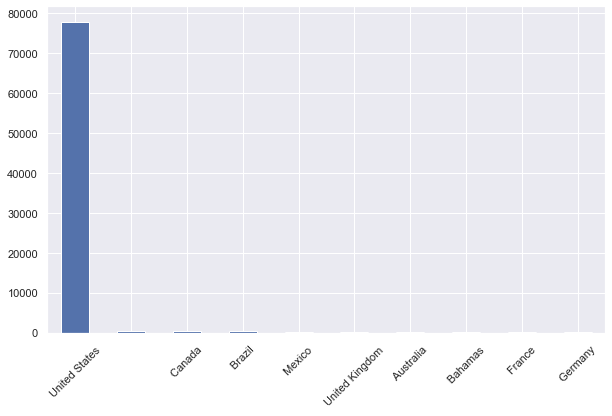 80000
70000
60000
50000
40000
30000
20000
10000
0
United States
Canada
Brazil
Mexico
United Kingdom
Australia
Bahamas
France
Germany